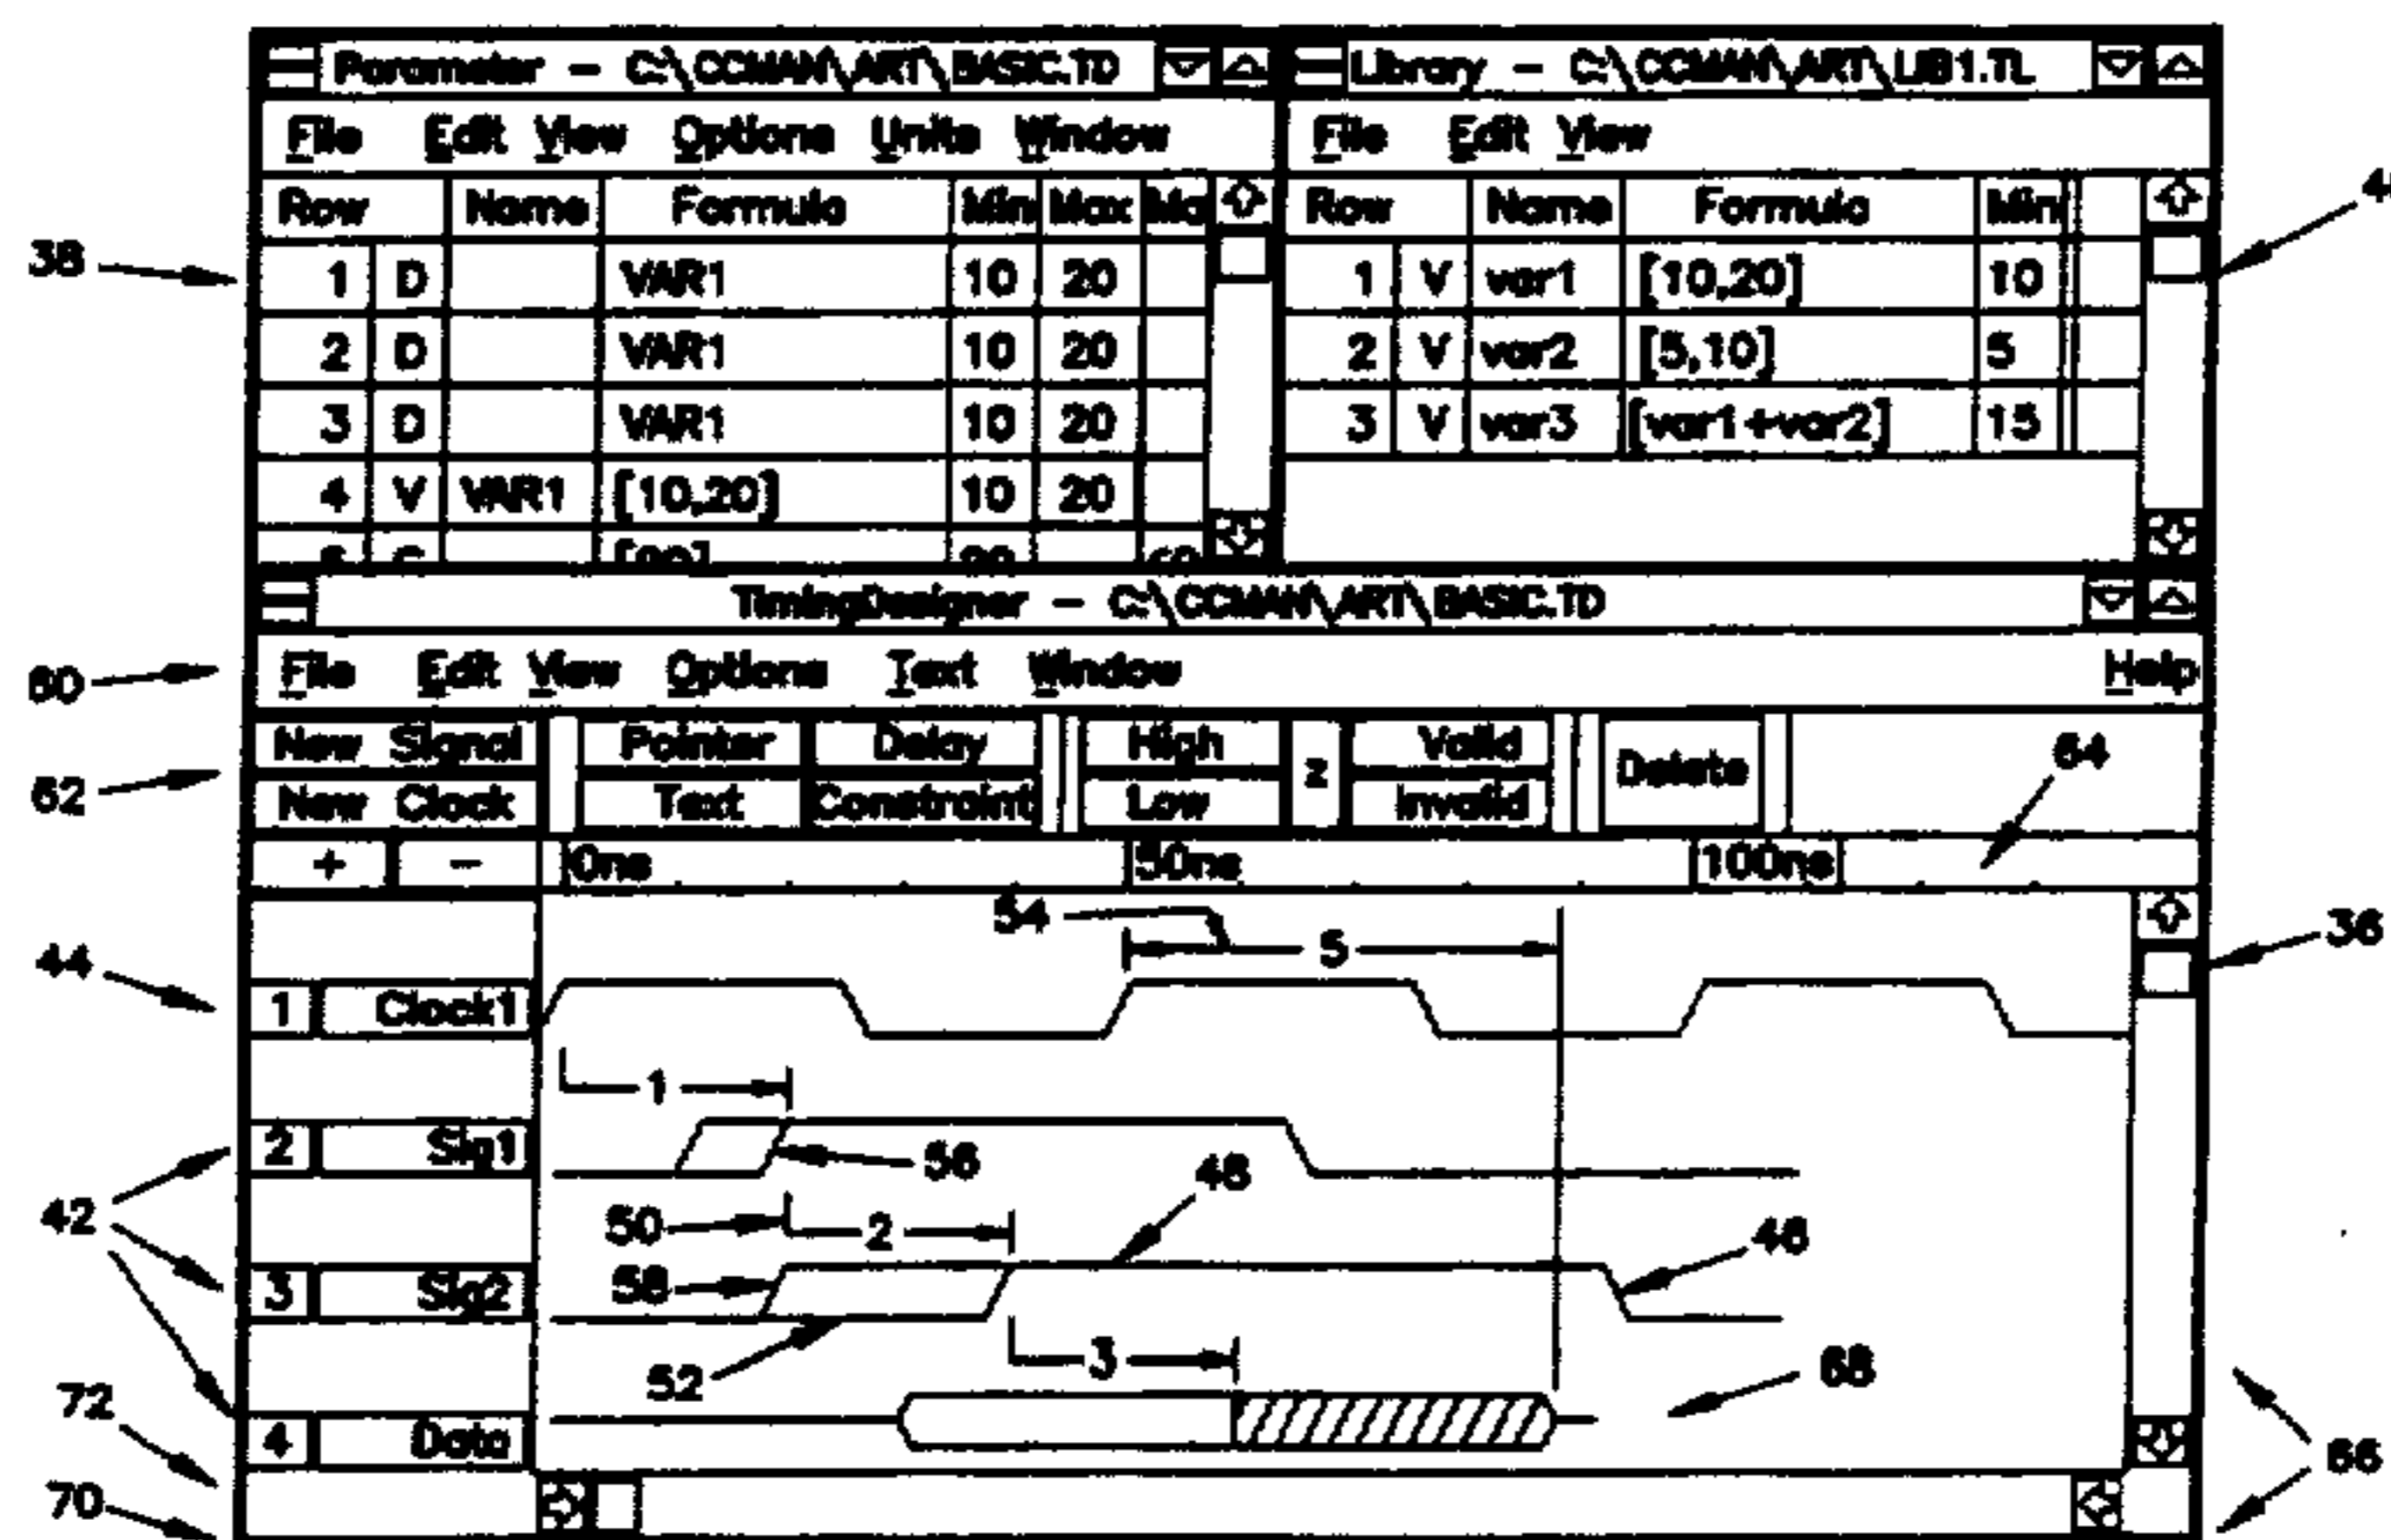 Parameter - C:\CCMAN\ART\BASIC.TD
Library - C:\CCMAN\ART\LIB1.TL
File Edit View Options Units Window
File Edit View
Row Name Formula Min Max Ma
Row Name Formula Min
38
1 D VAR1 10 20
1 V var1 [10,20] 10
2 D VAR1 10 20
2 V var2 [5,10] 5
3 D VAR1 10 20
3 V var3 [var1+var2] 15
4 V VAR1 [10,20] 10 20
TimingDesigner - C:\CCMAN\ART\BASIC.TD
60
File Edit View Options Text Window Help
New Signal Pointer Delay High Z Valid Delete 64
62
New Clock Text Constraint Low Invalid
+ - 0ns 50ns 100ns
54
5
36
44
1 Clock1
1
2 Sig1
56
48
42
50
2
46
3 Sig2
58
52
3
68
72
4 Data
66
70